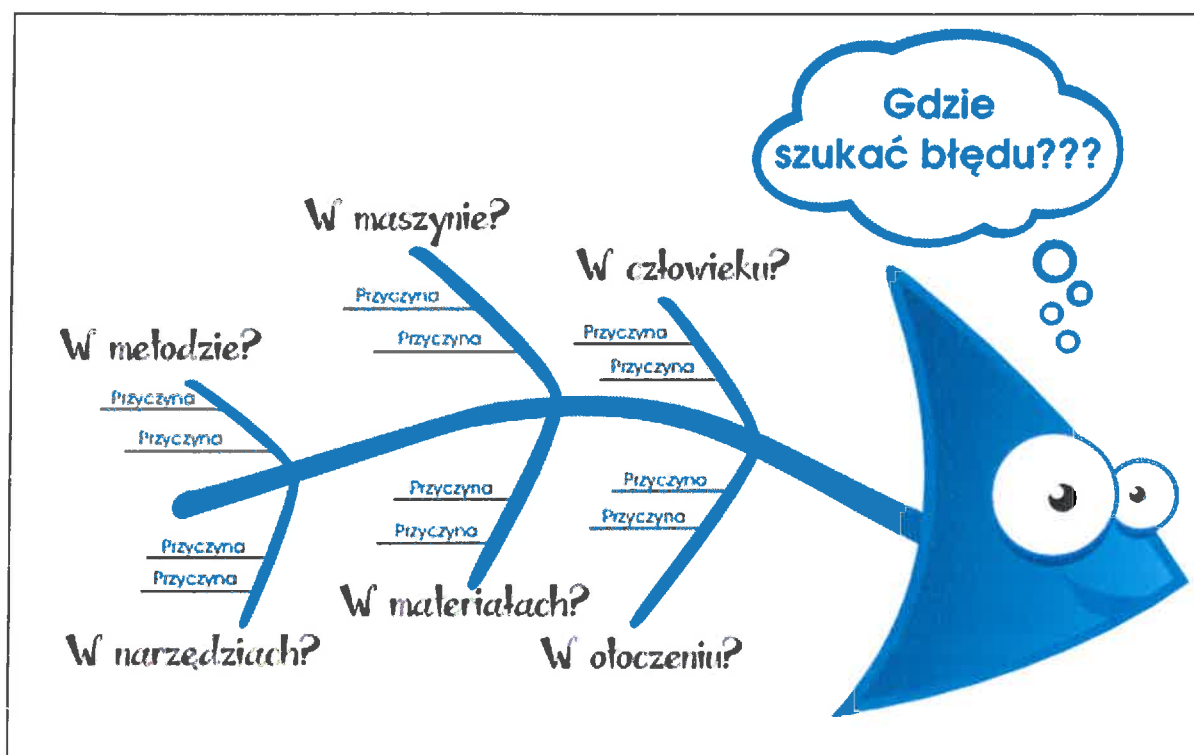 Gdzie
szukać błędu???
W maszynie?
Przyczyna
Przyczyna
W człowieku?
Przyczyna
Przyczyna
W metodzie?
Przyczyna
Przyczyna
Przyczyna
Przyczyna
W narzędziach?
Przyczyna
Przyczyna
W materiałach?
Przyczyna
Przyczyna
W otoczeniu?